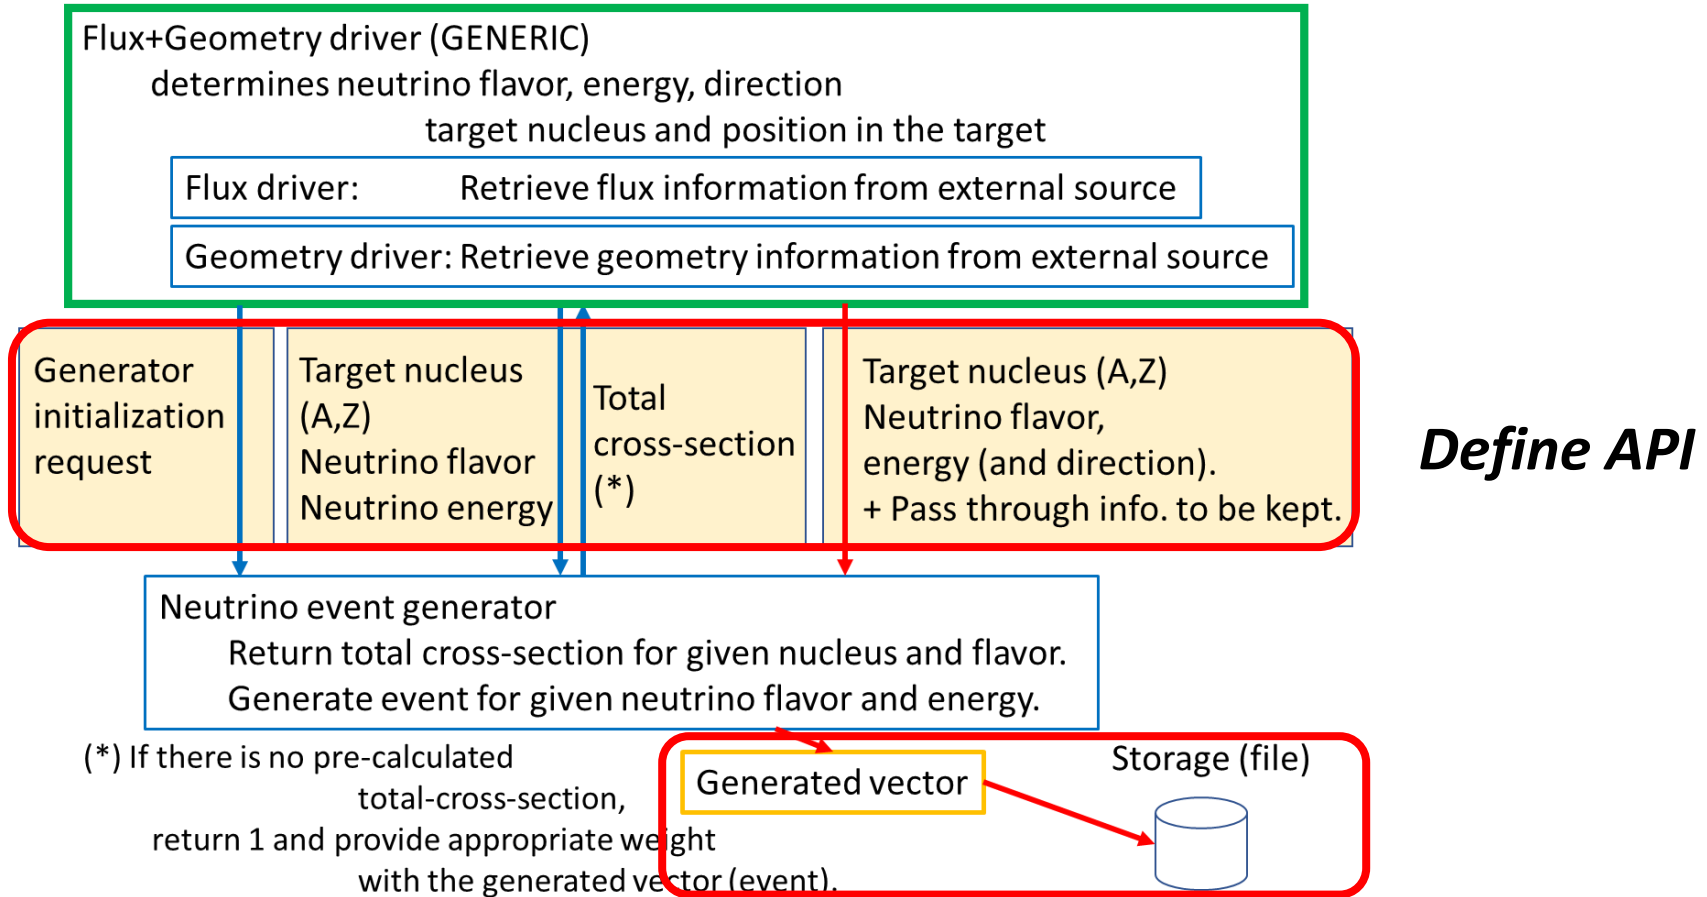 Flux+Geometry driver (GENERIC)
determines neutrino flavor, energy, direction
target nucleus and position in the target
Flux driver: Retrieve flux information from external source
Geometry driver: Retrieve geometry information from external source
Generator
initialization
request
Target nucleus
(A,Z)
Neutrino flavor
Neutrino energy
Total
cross-section
(*)
Target nucleus (A,Z)
Neutrino flavor,
energy (and direction).
+ Pass through info. to be kept.
Define API
Neutrino event generator
Return total cross-section for given nucleus and flavor.
Generate event for given neutrino flavor and energy.
(*) If there is no pre-calculated
total-cross-section,
return 1 and provide appropriate weight
with the generated vector (event).
Generated vector
Storage (file)